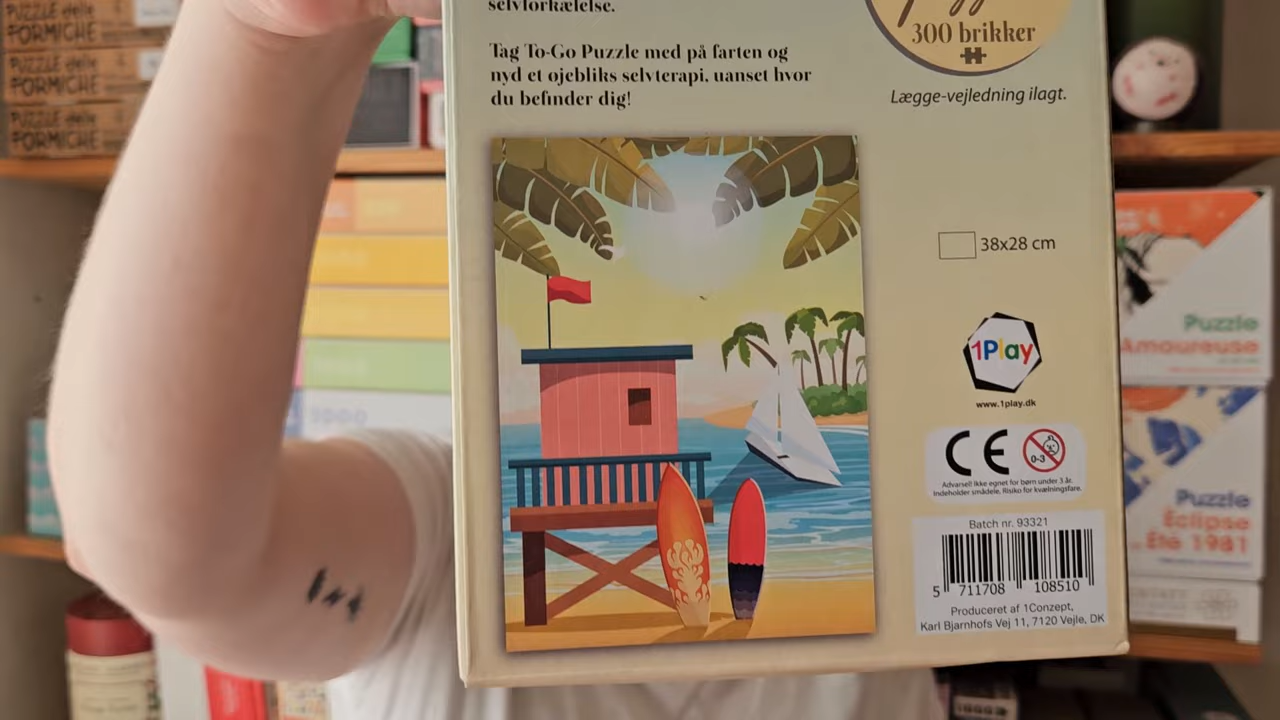 PUZZLE delle
FORMICHE
PUZZLE delle
FORMICHE
PUZZLE delle
FORMICHE
selvforkælelse.
Tag To-Go Puzzle med på farten og
nyd et øjebliks selvterapi, uanset hvor
du befinder dig!
300 brikker
Lægge-vejledning ilagt.
38x28 cm
1Play
www.1play.dk
CE
0-3
Advarsel! Ikke egnet for børn under 3 år.
Indeholder smådele. Risiko for kvælningsfare.
Batch nr. 93321
5 711708 108510
Produceret af 1Conzept,
Karl Bjarnhofs Vej 11, 7120 Vejle, DK
Puzzle
Amoureuse
Puzzle
Éclipse
Été 1981